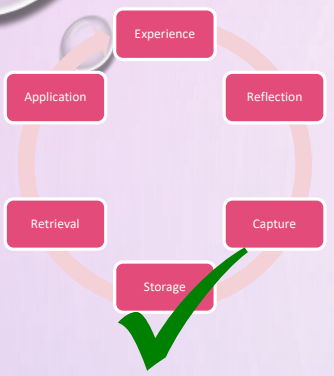 Experience
Reflection
Capture
Storage
Retrieval
Application